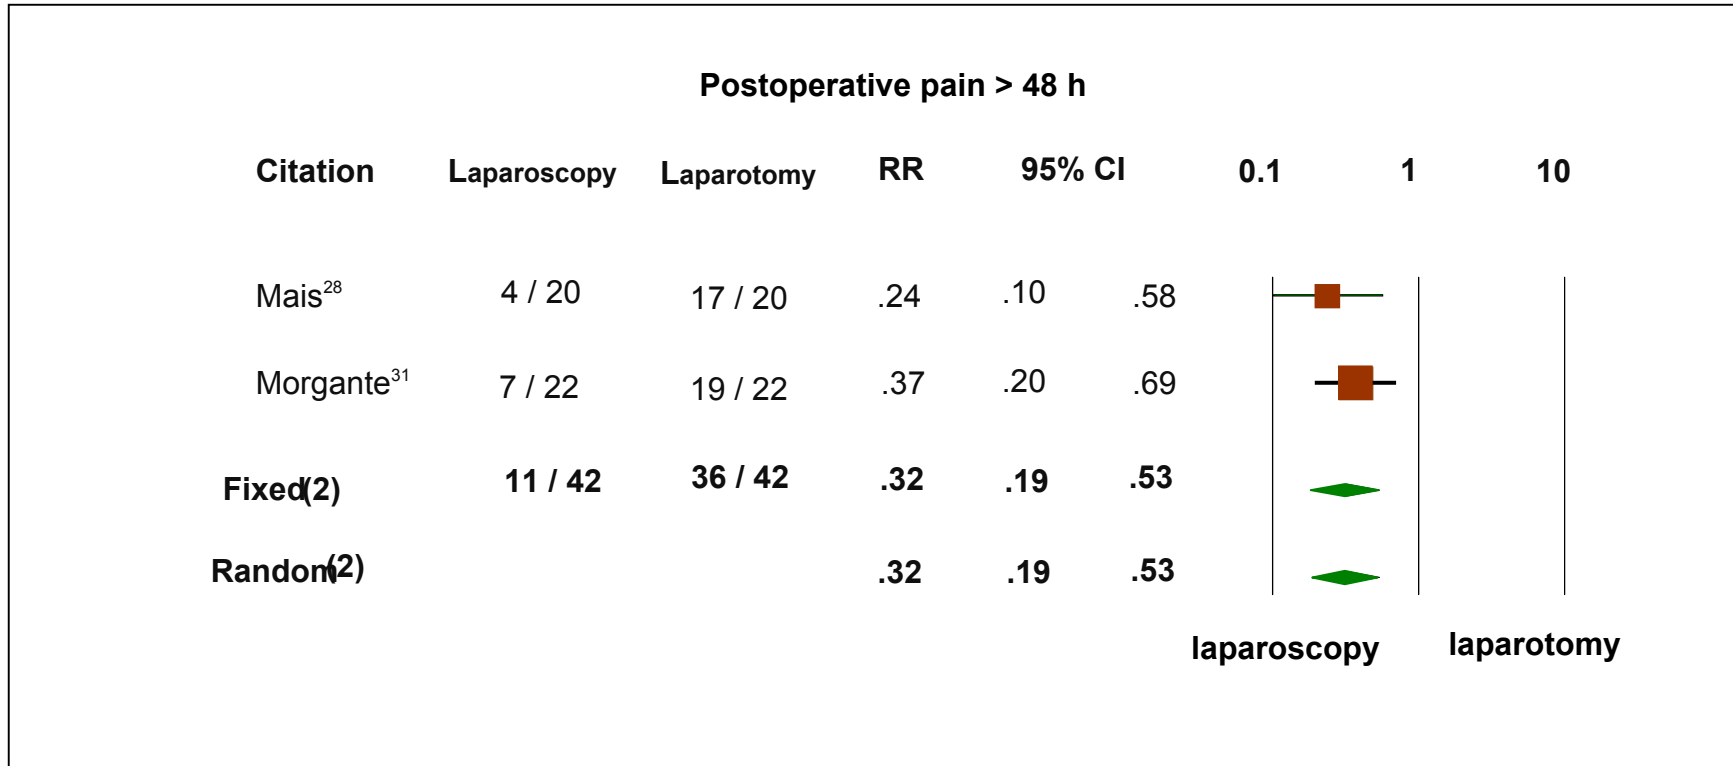 Postoperative pain > 48 h
Citation Laparoscopy Laparotomy RR 95% CI 0.1 1 10
Mais28 4 / 20 17 / 20 .24 .10 .58
Morgante31 7 / 22 19 / 22 .37 .20 .69
Fixed(2) 11 / 42 36 / 42 .32 .19 .53
Random(2) .32 .19 .53
laparoscopy laparotomy